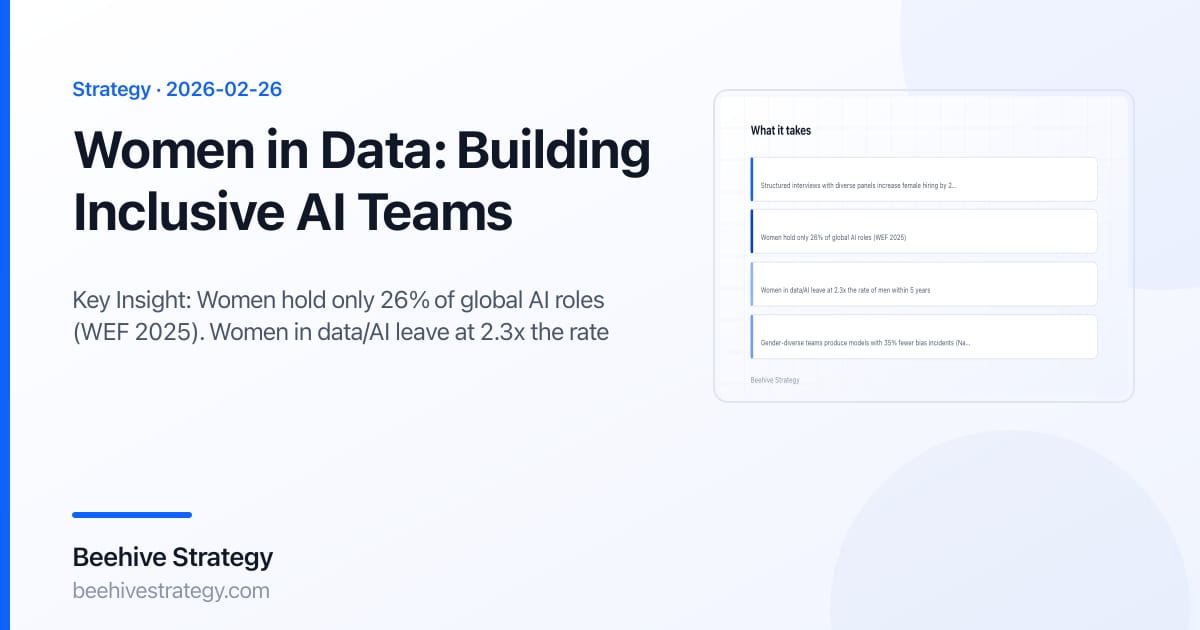 Strategy · 2026-02-26
Women in Data: Building
Inclusive AI Teams
Key Insight: Women hold only 26% of global AI roles
(WEF 2025). Women in data/AI leave at 2.3x the rate
Beehive Strategy
beehivestrategy.com
What it takes
Structured interviews with diverse panels increase female hiring by 2...
Women hold only 26% of global AI roles (WEF 2025)
Women in data/AI leave at 2.3x the rate of men within 5 years
Gender-diverse teams produce models with 35% fewer bias incidents (Na...
Beehive Strategy